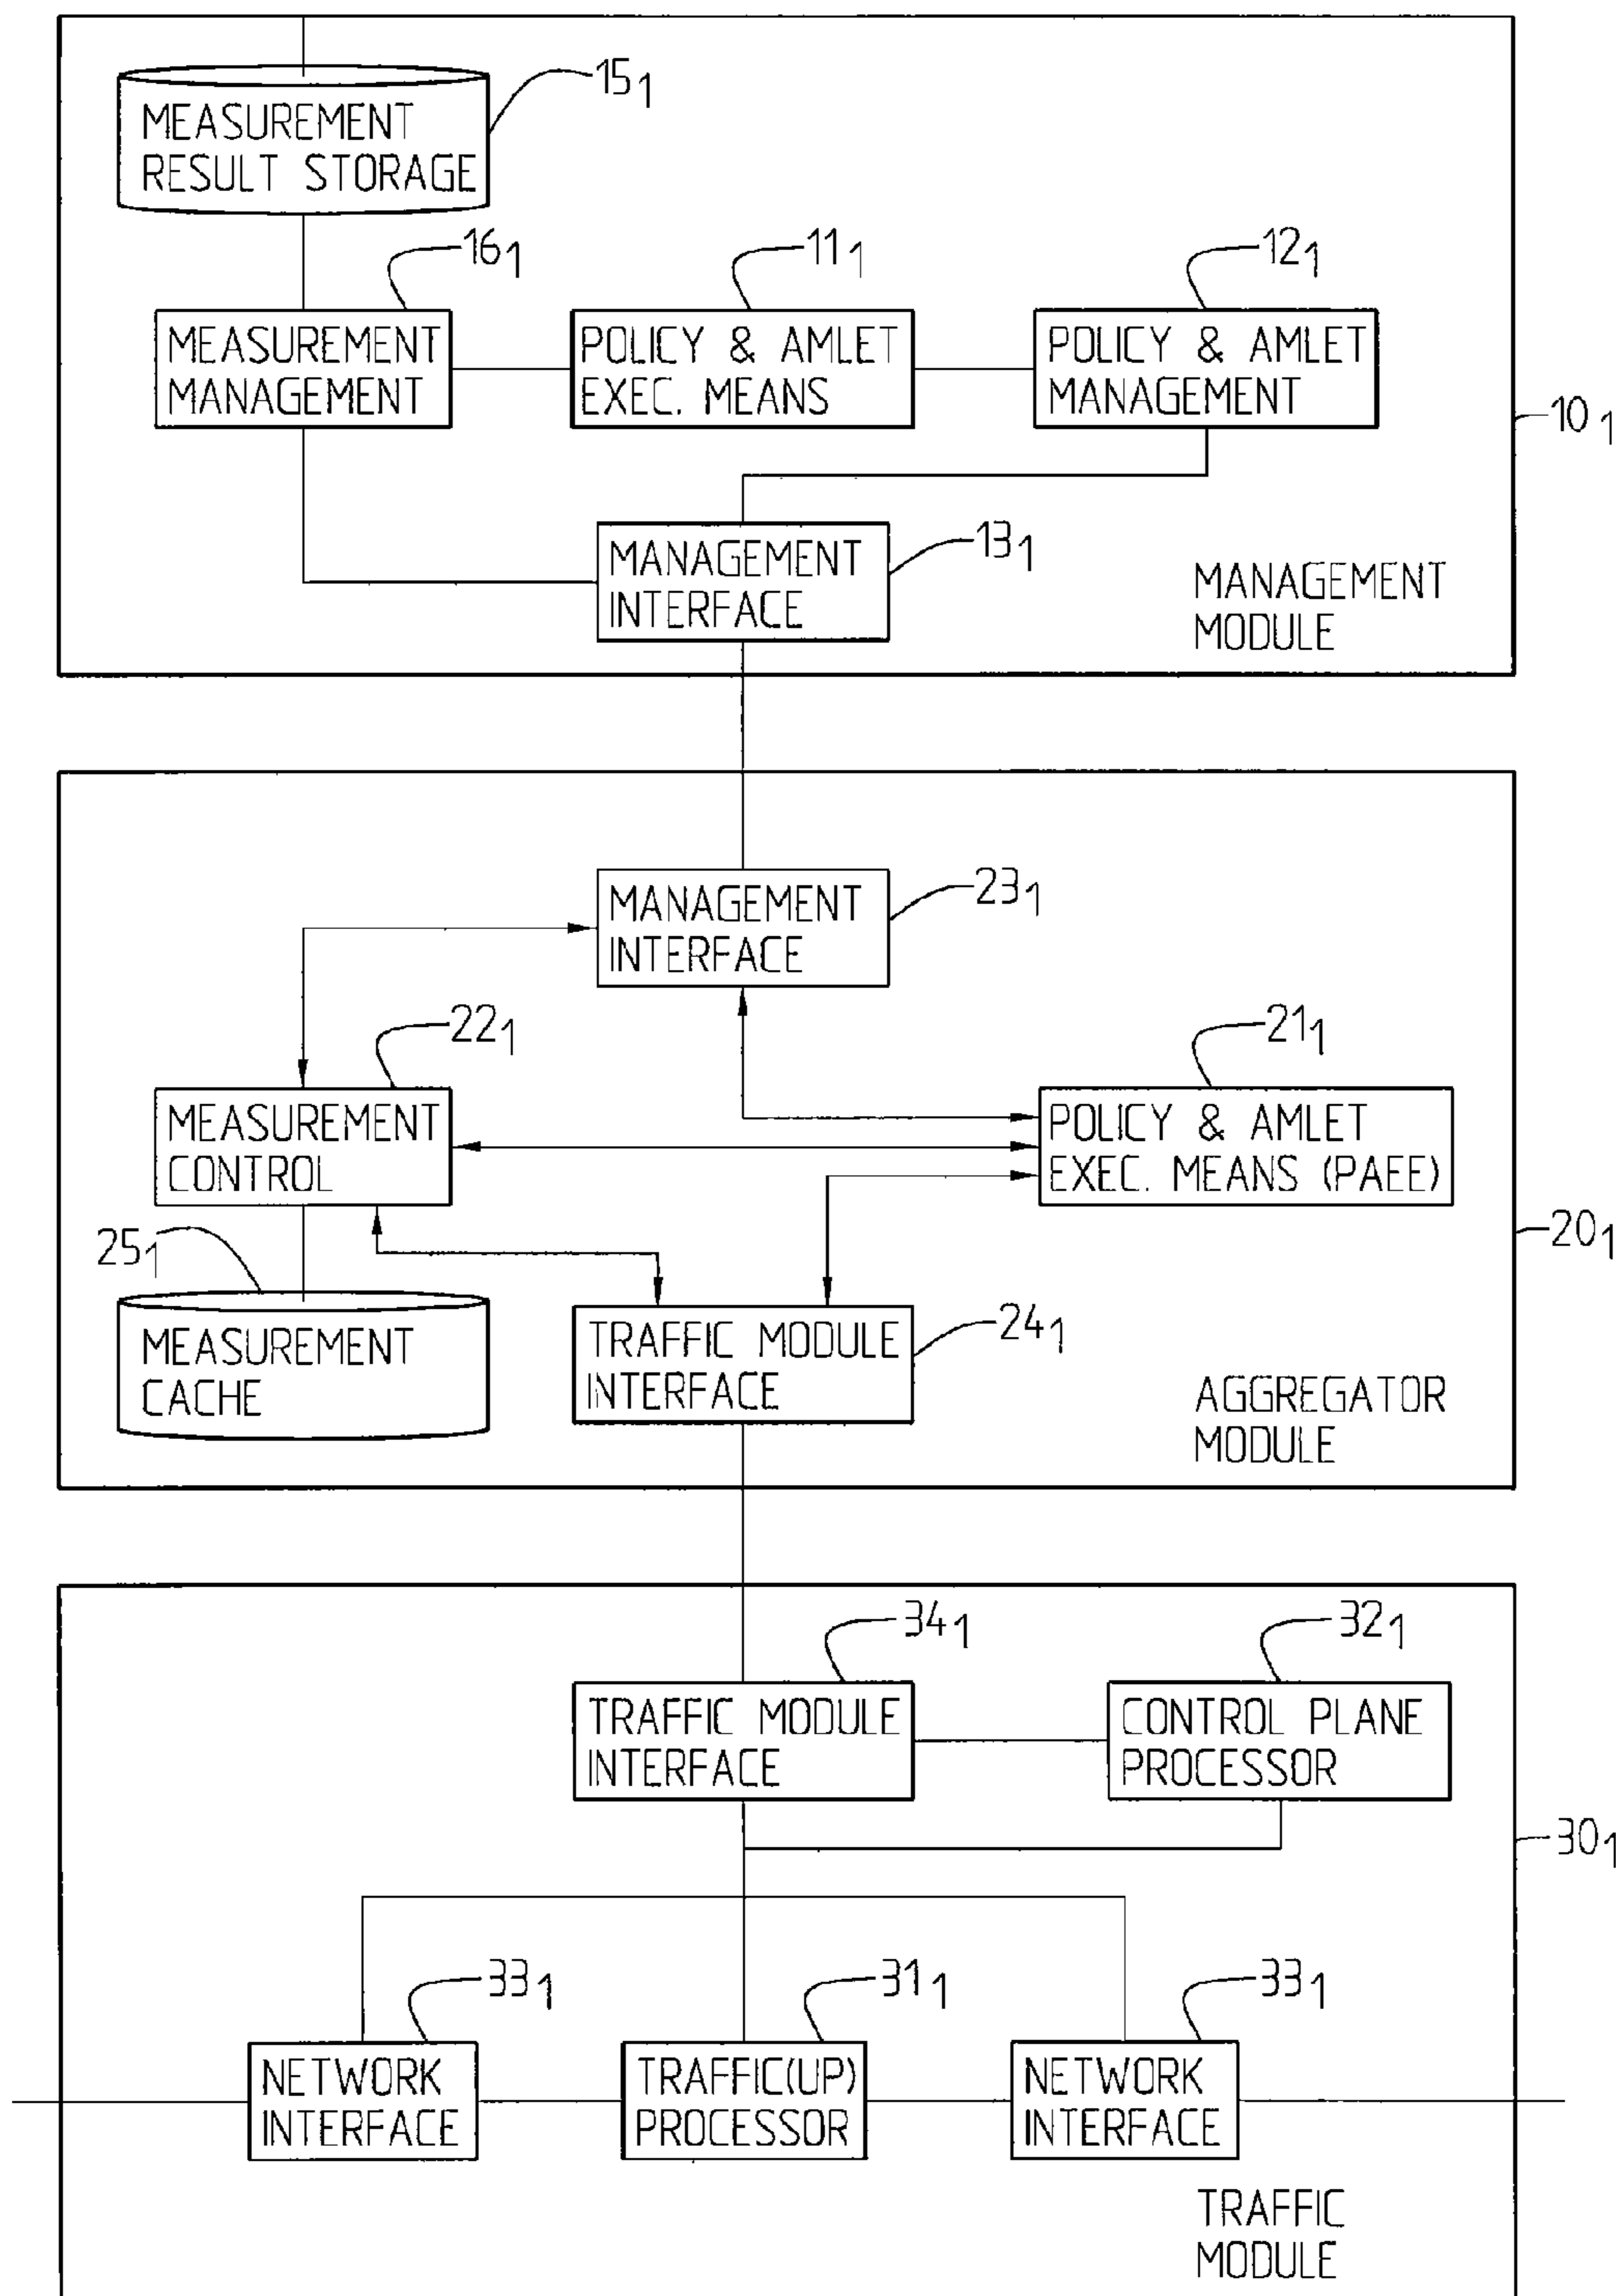 15₁
MEASUREMENT
RESULT STORAGE
16₁
11₁
12₁
MEASUREMENT
MANAGEMENT
POLICY & AMLET
EXEC. MEANS
POLICY & AMLET
MANAGEMENT
10₁
13₁
MANAGEMENT
INTERFACE
MANAGEMENT
MODULE
23₁
MANAGEMENT
INTERFACE
22₁
21₁
MEASUREMENT
CONTROL
POLICY & AMLET
EXEC. MEANS (PAEE)
20₁
25₁
MEASUREMENT
CACHE
24₁
TRAFFIC MODULE
INTERFACE
AGGREGATOR
MODULE
34₁
32₁
TRAFFIC MODULE
INTERFACE
CONTROL PLANE
PROCESSOR
30₁
33₁
31₁
33₁
NETWORK
INTERFACE
TRAFFIC(UP)
PROCESSOR
NETWORK
INTERFACE
TRAFFIC
MODULE